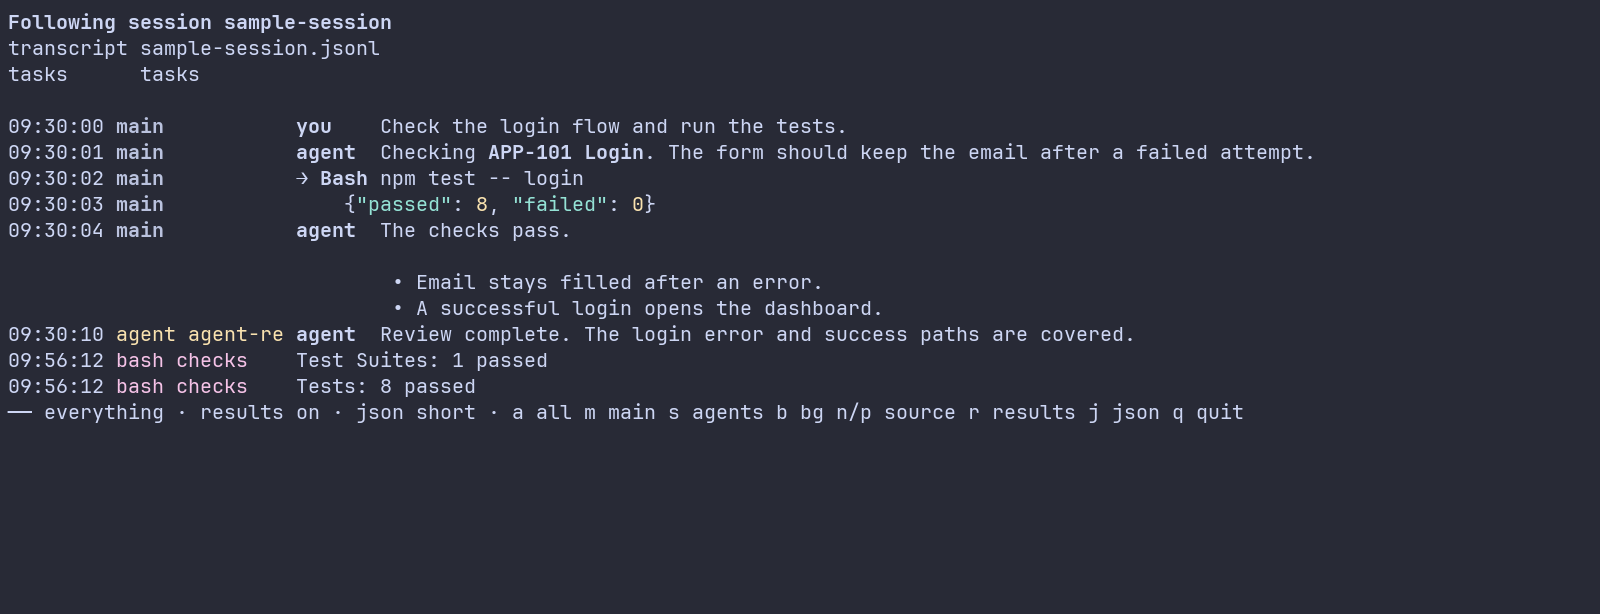 Following session sample-session
transcript sample-session.jsonl
tasks      tasks
09:30:00 main           you    Check the login flow and run the tests.
09:30:01 main           agent  Checking APP-101 Login. The form should keep the email after a failed attempt.
09:30:02 main           → Bash npm test -- login
09:30:03 main               {"passed": 8, "failed": 0}
09:30:04 main           agent  The checks pass.
• Email stays filled after an error.
• A successful login opens the dashboard.
09:30:10 agent agent-re agent  Review complete. The login error and success paths are covered.
09:56:12 bash checks    Test Suites: 1 passed
09:56:12 bash checks    Tests: 8 passed
── everything · results on · json short · a all m main s agents b bg n/p source r results j json q quit